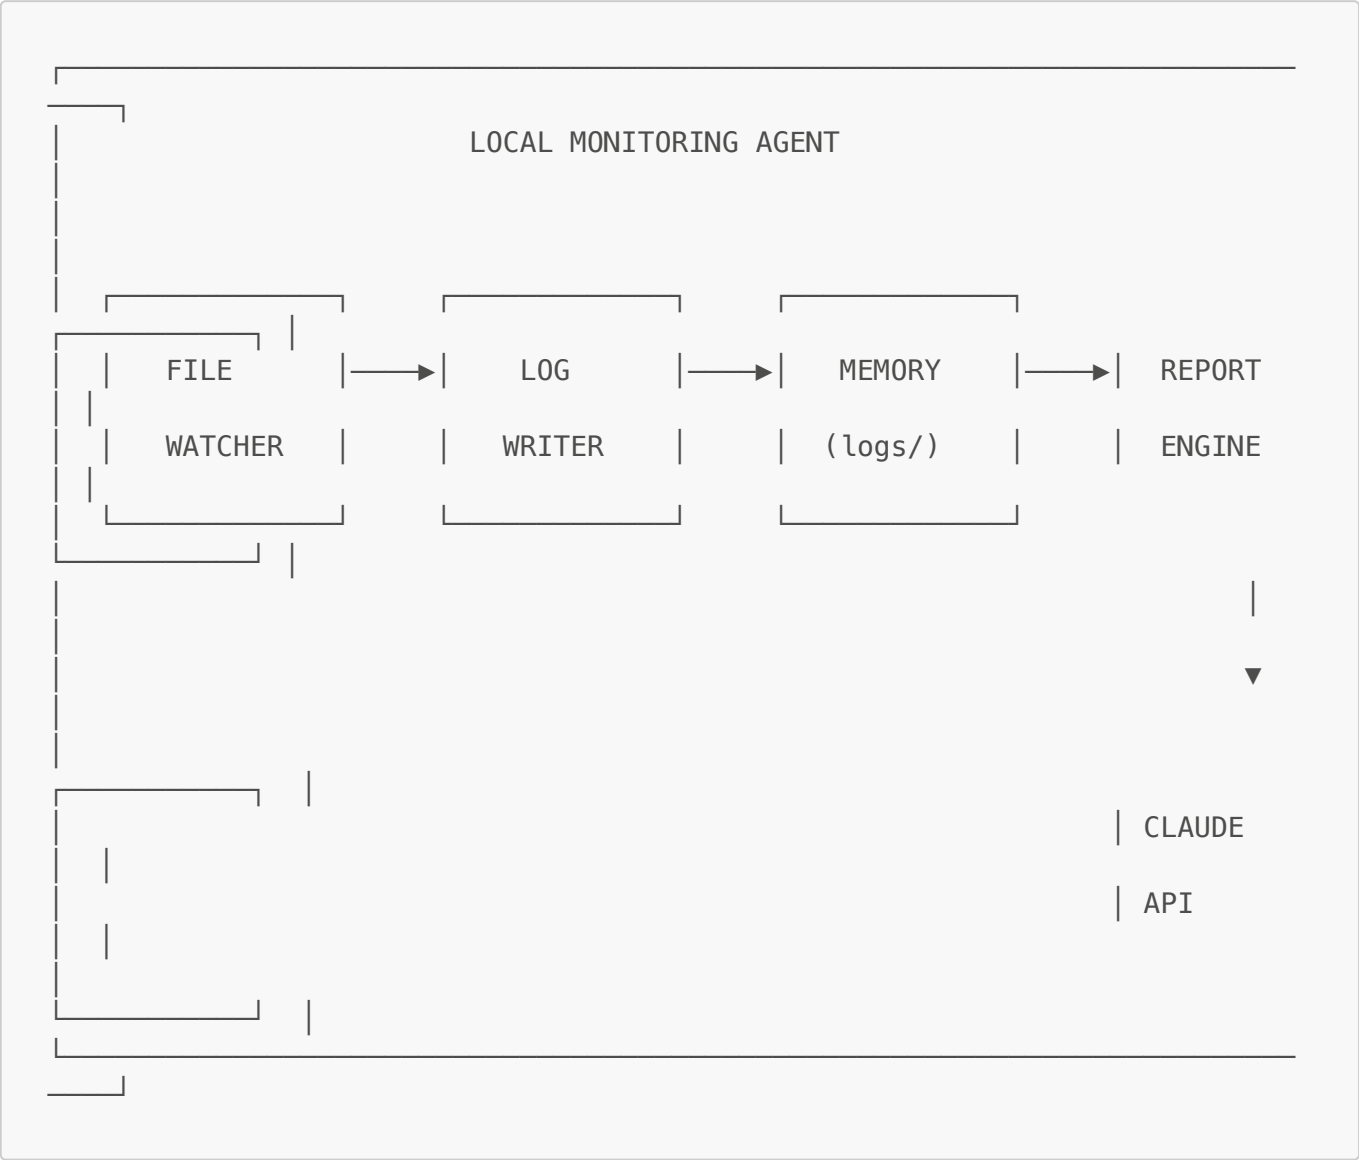 LOCAL MONITORING AGENT
FILE LOG MEMORY REPORT
WATCHER WRITER (logs/) ENGINE
CLAUDE
API